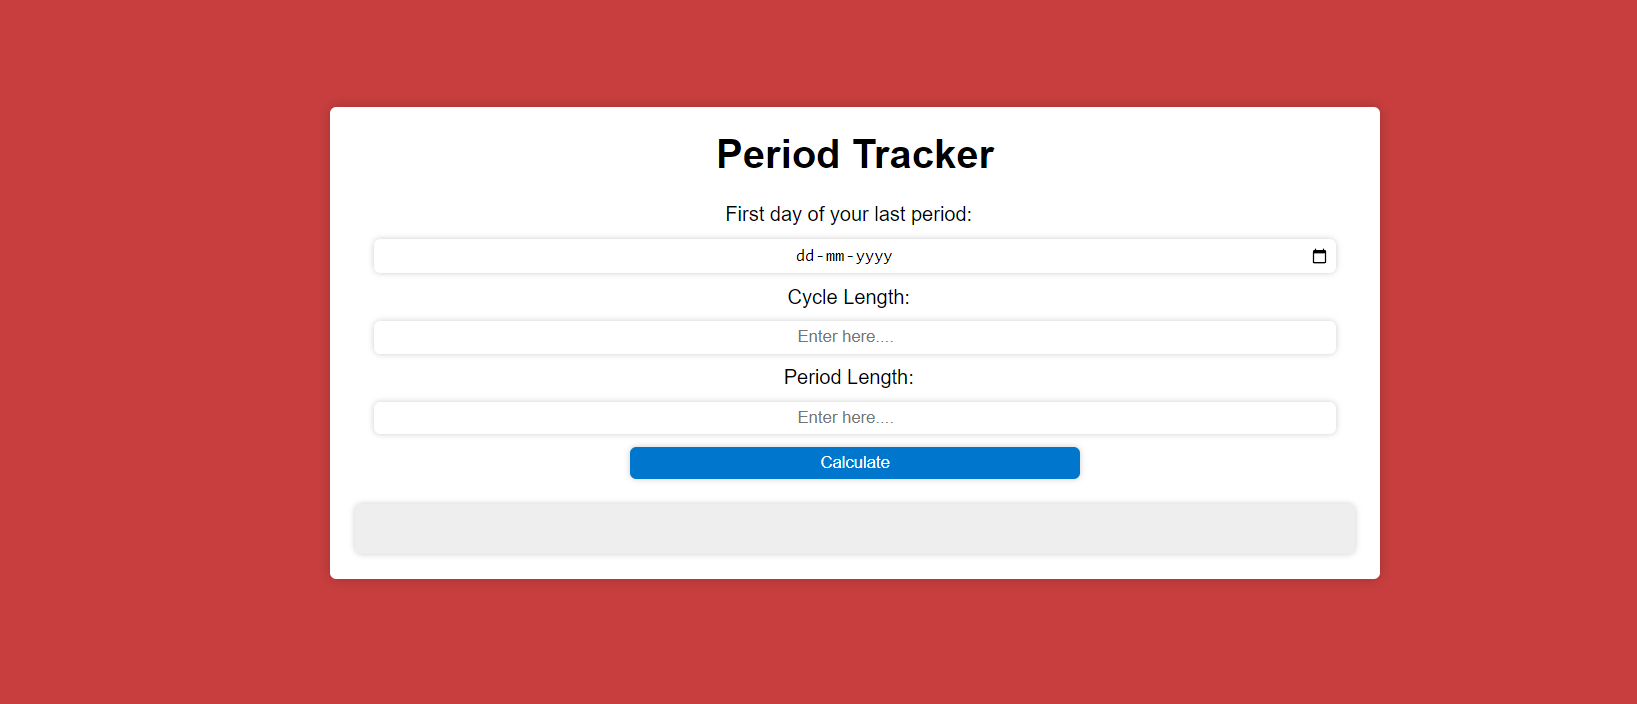 Period Tracker
First day of your last period:
dd-mm-yyyy
Cycle Length:
Enter here....
Period Length:
Enter here....
Calculate